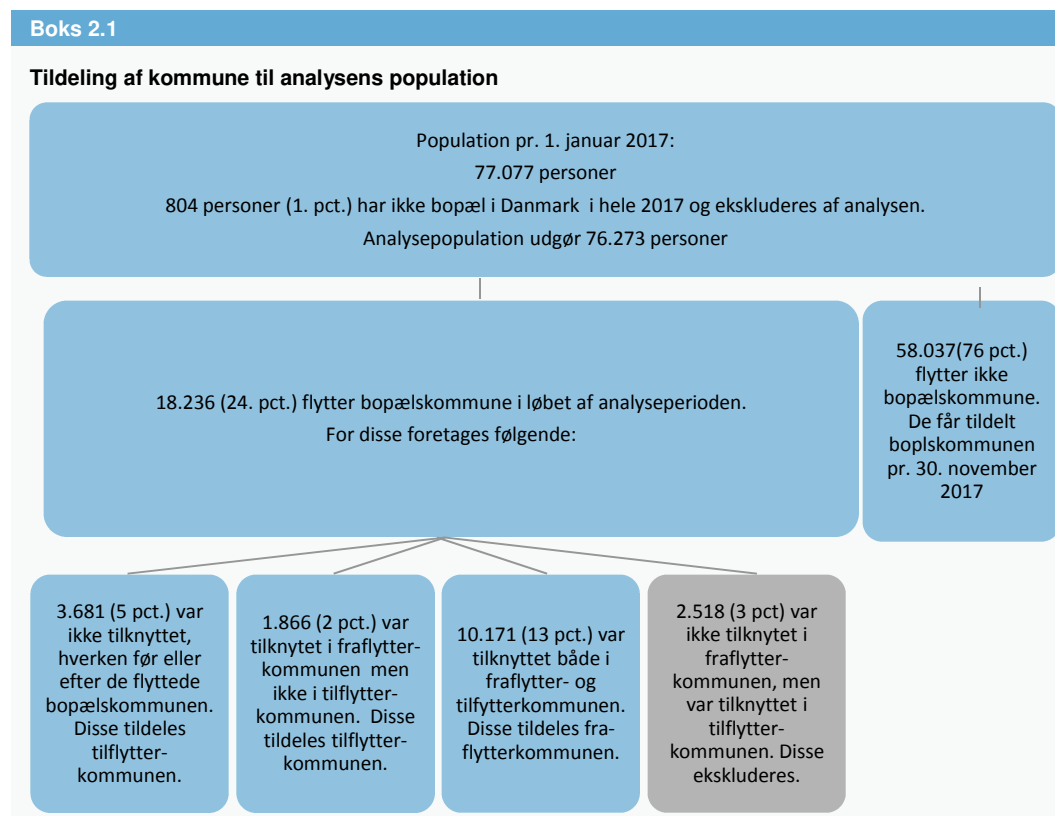 Boks 2.1
Tildeling af kommune til analysens population
Population pr. 1. januar 2017:
77.077 personer
804 personer (1. pct.) har ikke bopæl i Danmark i hele 2017 og ekskluderes af analysen.
Analysepopulation udgør 76.273 personer
18.236 (24. pct.) flytter bopælskommune i løbet af analyseperioden.
For disse foretages følgende:
58.037(76 pct.)
flytter ikke
bopælskommune.
De får tildelt
boplskommunen
pr. 30. november
2017
3.681 (5 pct.) var
ikke tilknyttet,
hverken før eller
efter de flyttede
bopælskommunen.
Disse tildeles
tilflytter-
kommunen.
1.866 (2 pct.) var
tilknytet i fraflytter-
kommunen men
ikke i tilflytter-
kommunen. Disse
tildeles tilflytter-
kommunen.
10.171 (13 pct.) var
tilknyttet både i
fraflytter- og
tilfytterkommunen.
Disse tildeles fra-
flytterkommunen.
2.518 (3 pct) var
ikke tilknytet i
fraflytter-
kommunen, men
var tilknyttet i
tilflytter-
kommunen. Disse
ekskluderes.